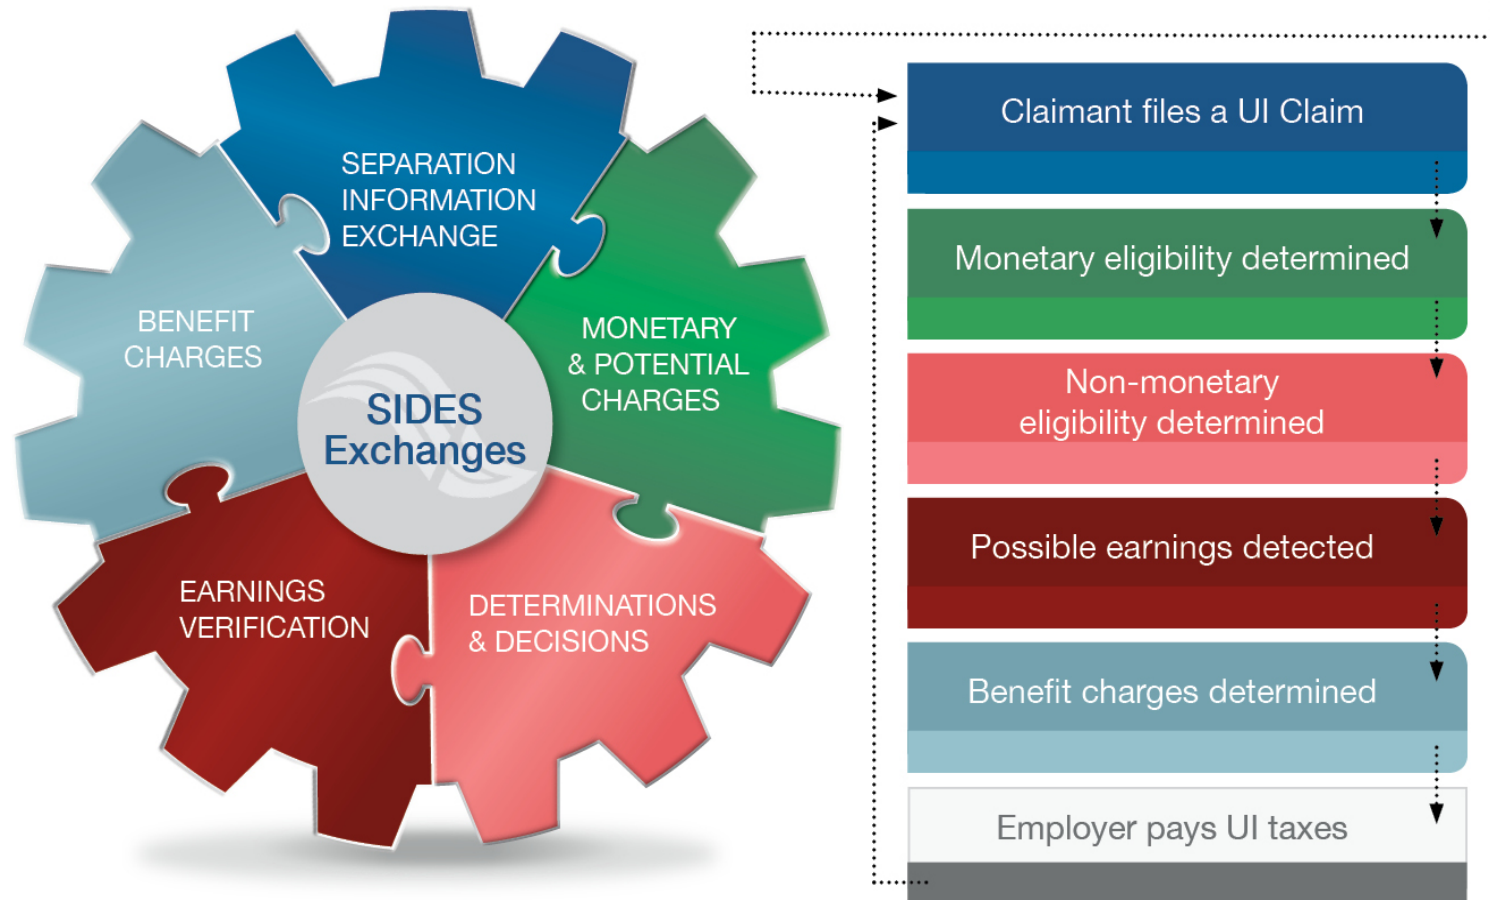 SEPARATION
INFORMATION
EXCHANGE
MONETARY
& POTENTIAL
CHARGES
DETERMINATIONS
& DECISIONS
EARNINGS
VERIFICATION
BENEFIT
CHARGES
SIDES
Exchanges
Claimant files a UI Claim
Monetary eligibility determined
Non-monetary
eligibility determined
Possible earnings detected
Benefit charges determined
Employer pays UI taxes